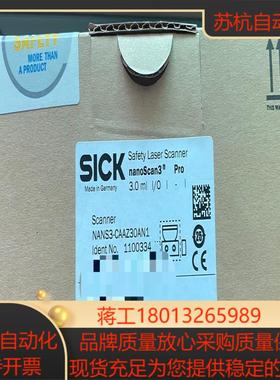 苏杭自动
SAFETY
MORE THAN
A PRODUCT
SICK
Made in Germany
Safety Laser Scanner
nanoScan3® Pro
3.0 m| I/O | - | -
Scanner
NANS3-CAAZ30AN1
Ident No. 1100334
蒋工18013265989
自动化
品牌质量放心采购质量保
寺开票
现货充足为您提供稳定的